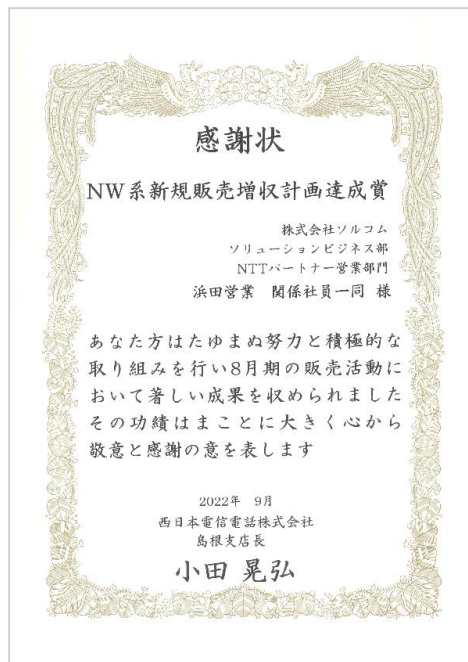 感謝状
NW系新規販売増収計画達成賞
株式会社ソルコム
ソリューションビジネス部
NTTパートナー営業部門
浜田営業 関係社員一同 様
あなた方はたゆまぬ努力と積極的な
取り組みを行い8月期の販売活動に
おいて著しい成果を収められました
その功績はまことに大きく心から
敬意と感謝の意を表します
2022年 9月
西日本電信電話株式会社
島根支店長
小田 晃弘